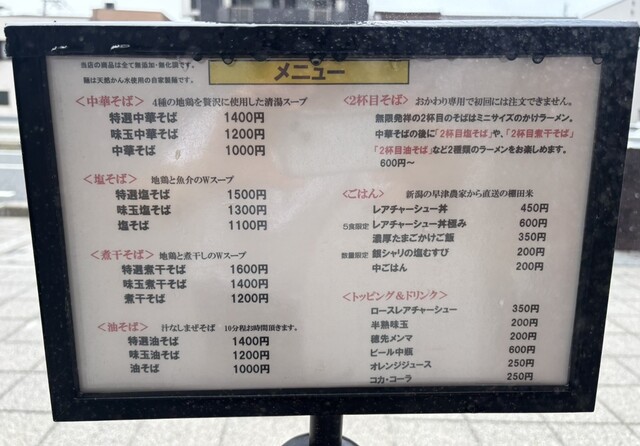 当店の商品は全て無添加・無化調です。
麺は天然かん水使用の自家製麺です。
メニュー
<中華そば> 4種の地鶏を贅沢に使用した清湯スープ
特選中華そば 1400円
味玉中華そば 1200円
中華そば 1000円
<塩そば> 地鶏と魚介のWスープ
特選塩そば 1500円
味玉塩そば 1300円
塩そば 1100円
<煮干そば> 地鶏と煮干しのWスープ
特選煮干そば 1600円
味玉煮干そば 1400円
煮干そば 1200円
<油そば> 汁なしまぜそば 10分程お時間頂きます。
特選油そば 1400円
味玉油そば 1200円
油そば 1000円
<2杯目そば> おかわり専用で初回には注文できません。
無限発祥の2杯目のそばはミニサイズのかけラーメン。
中華そばの後に「2杯目塩そば」や、「2杯目煮干そば」
「2杯目油そば」など2種類のラーメンをお楽しめます。
600円～
<ごはん> 新潟の早津農家から直送の棚田米
レアチャーシュー丼 450円
5食限定 レアチャーシュー丼極み 600円
濃厚たまごかけご飯 350円
数量限定 銀シャリの塩むすび 200円
中ごはん 200円
<トッピング&ドリンク>
ロースレアチャーシュー 350円
半熟味玉 200円
穂先メンマ 200円
ビール中瓶 600円
オレンジジュース 250円
コカ・コーラ 250円